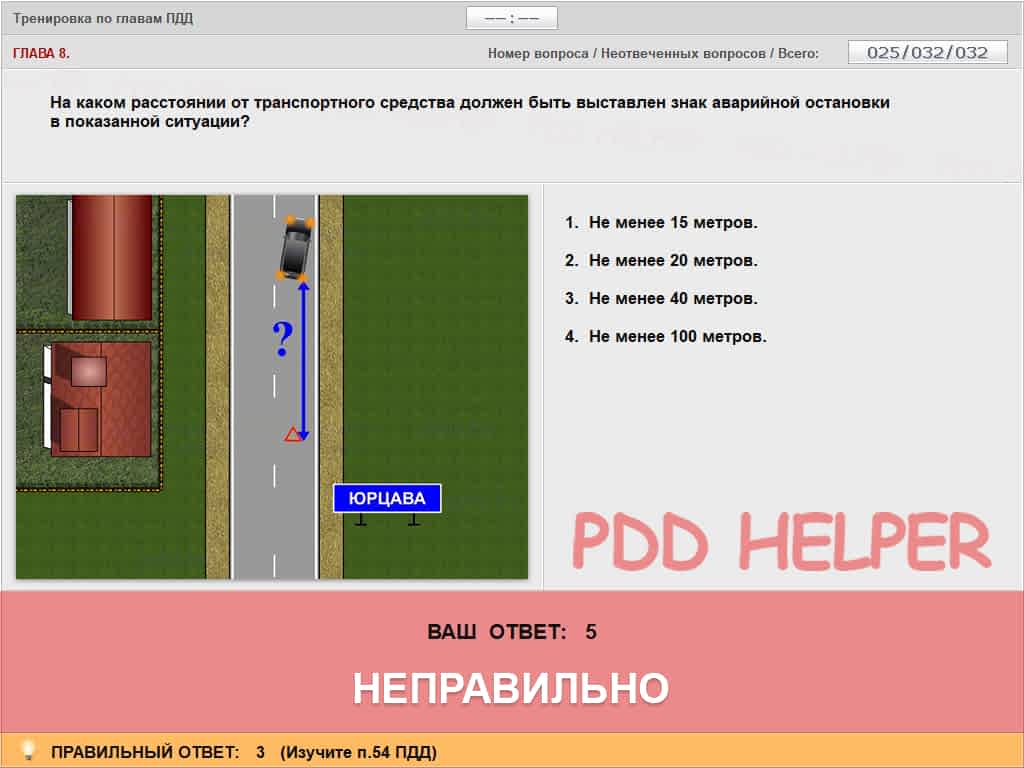 Тренировка по главам ПДД
—— : ——
ГЛАВА 8.
Номер вопроса / Неотвеченных вопросов / Всего:
025/032/032
На каком расстоянии от транспортного средства должен быть выставлен знак аварийной остановки
в показанной ситуации?
1. Не менее 15 метров.
2. Не менее 20 метров.
3. Не менее 40 метров.
4. Не менее 100 метров.
?
ЮРЦАВА
PDD HELPER
ВАШ ОТВЕТ: 5
НЕПРАВИЛЬНО
ПРАВИЛЬНЫЙ ОТВЕТ: 3 (Изучите п.54 ПДД)